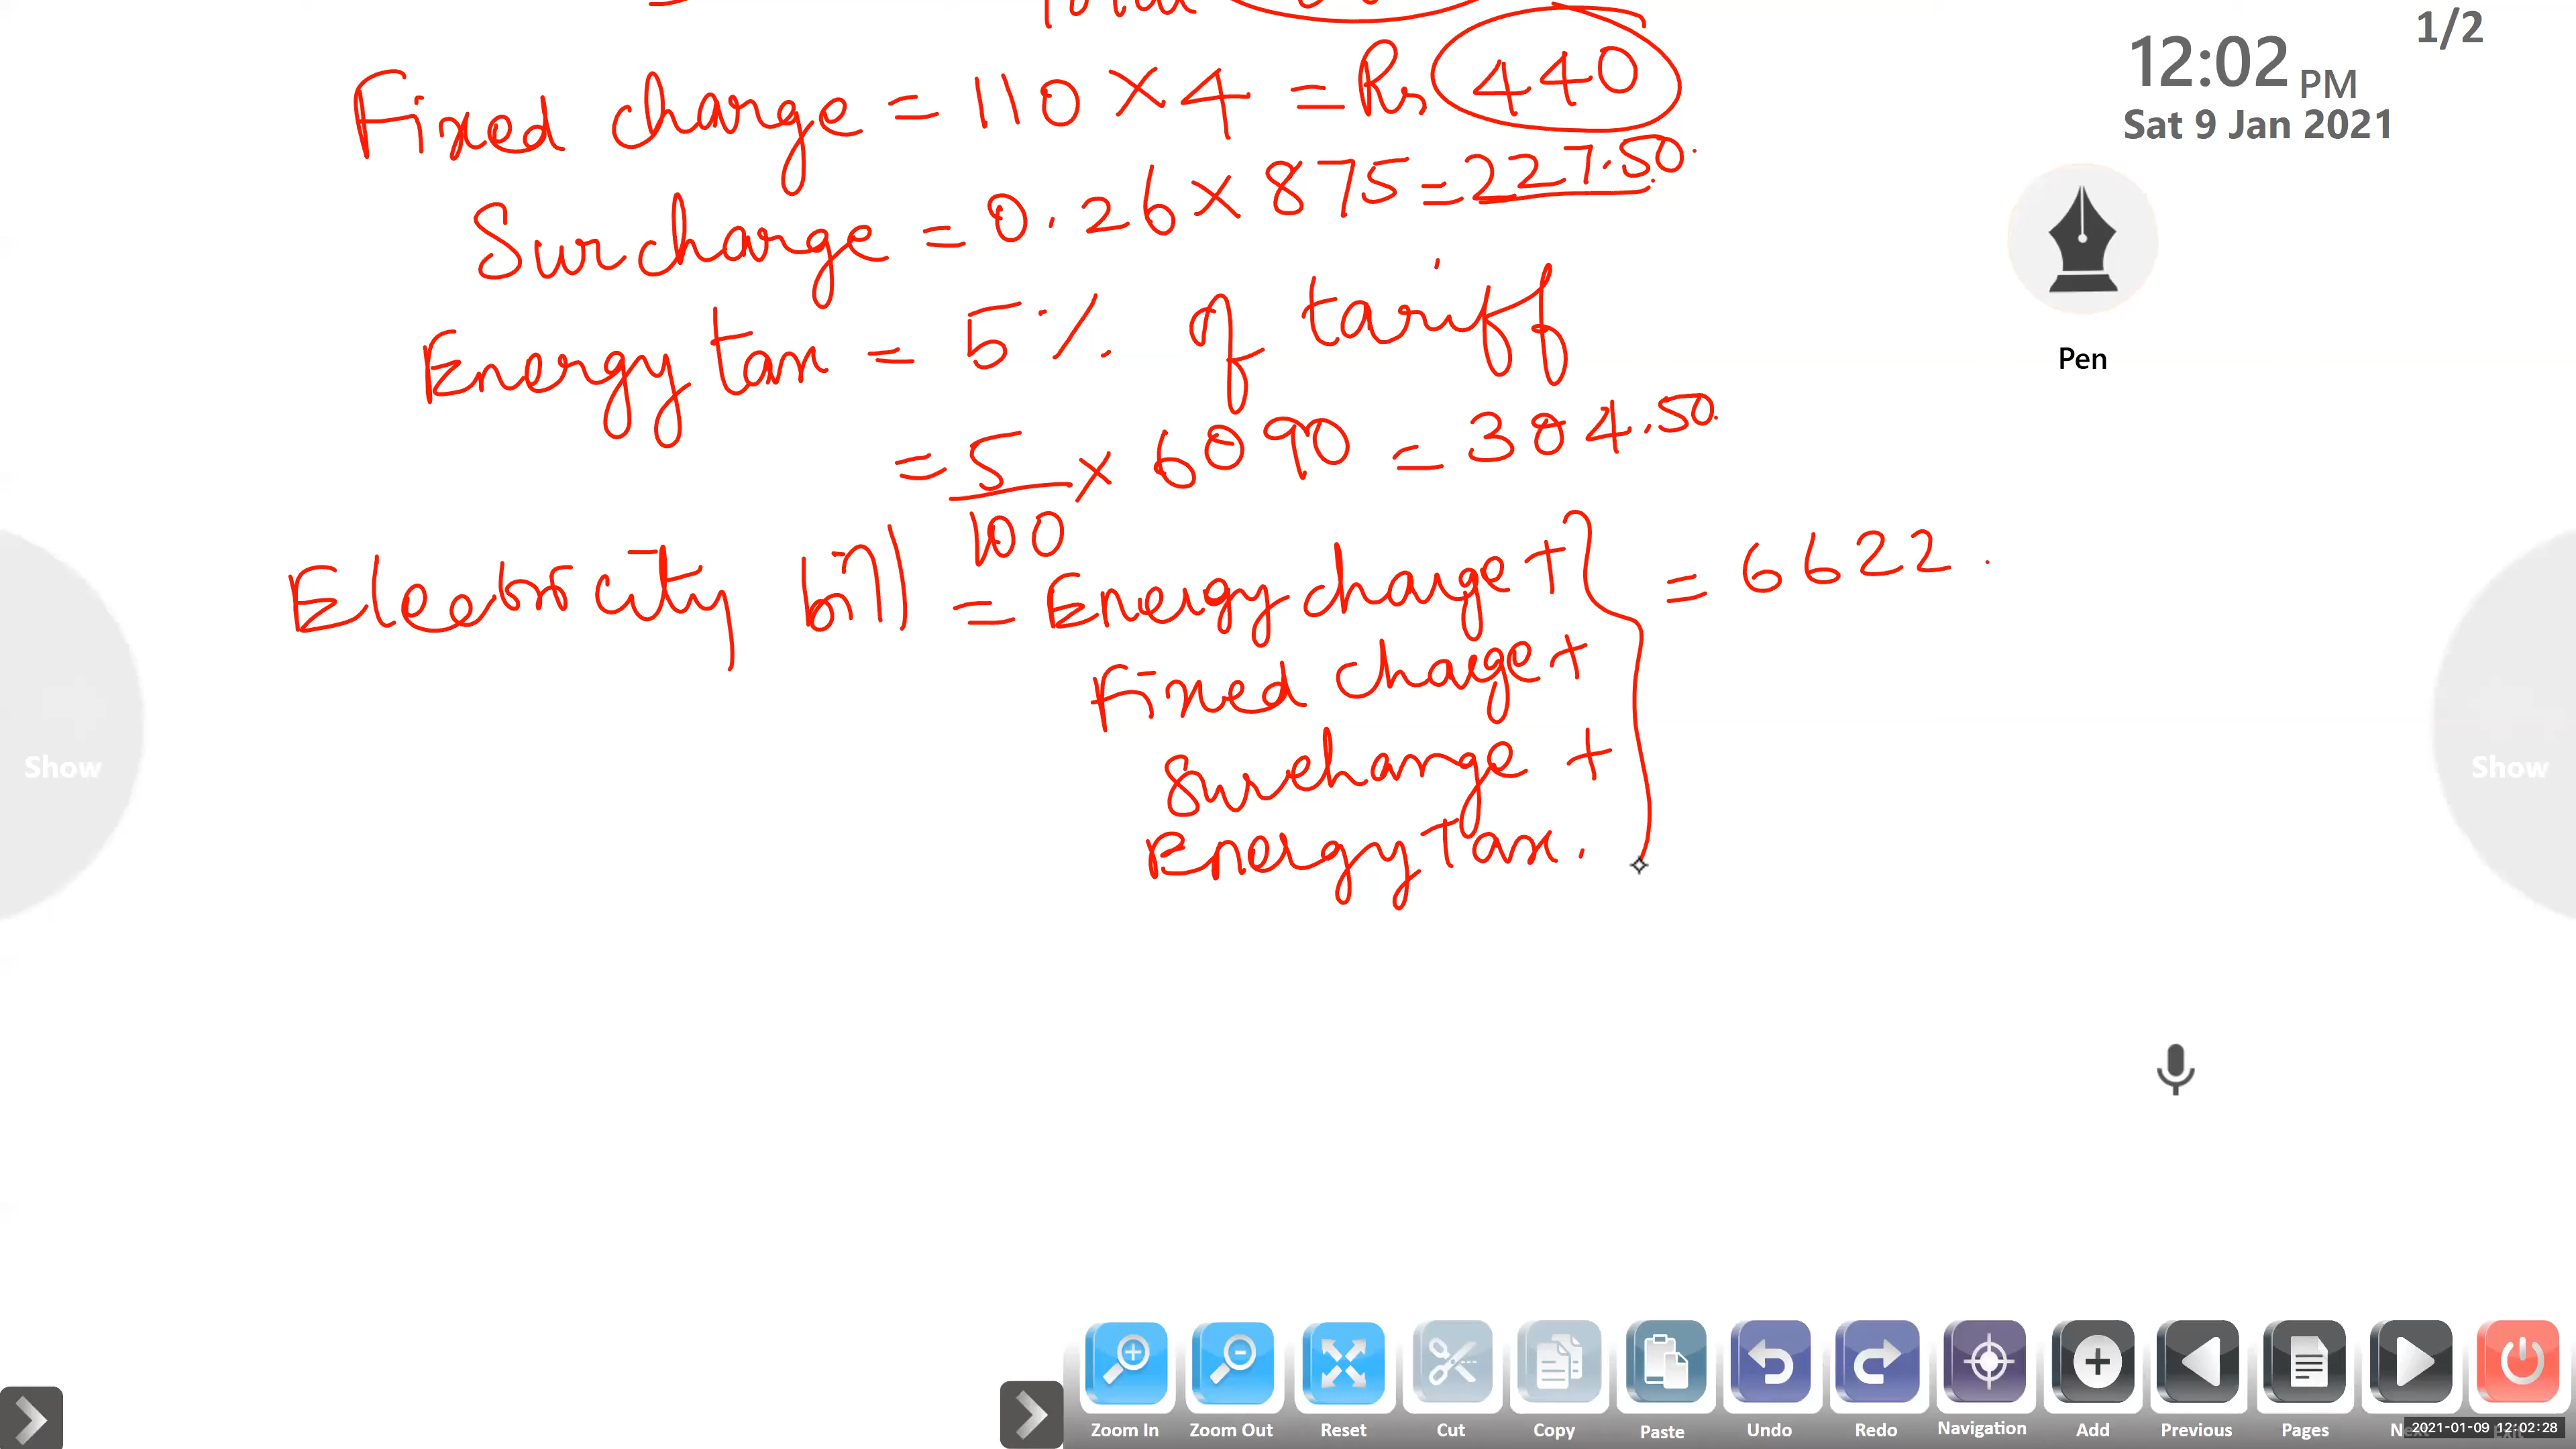 Total
1/2
12:02 PM
Sat 9 Jan 2021
Fixed charge = 110 × 4 = Rs 440
Surcharge = 0.26 × 875 = 227.50.
Energy tax = 5% of tariff
Pen
= 5/100 × 6090 = 304.50.
Electricity bill = Energy charge + } = 6622.
Fixed charge +
Surcharge +
Energy Tax.
Show
Show
Zoom In Zoom Out Reset Cut Copy Paste Undo Redo Navigation Add Previous Pages
2021-01-09 12:02:28